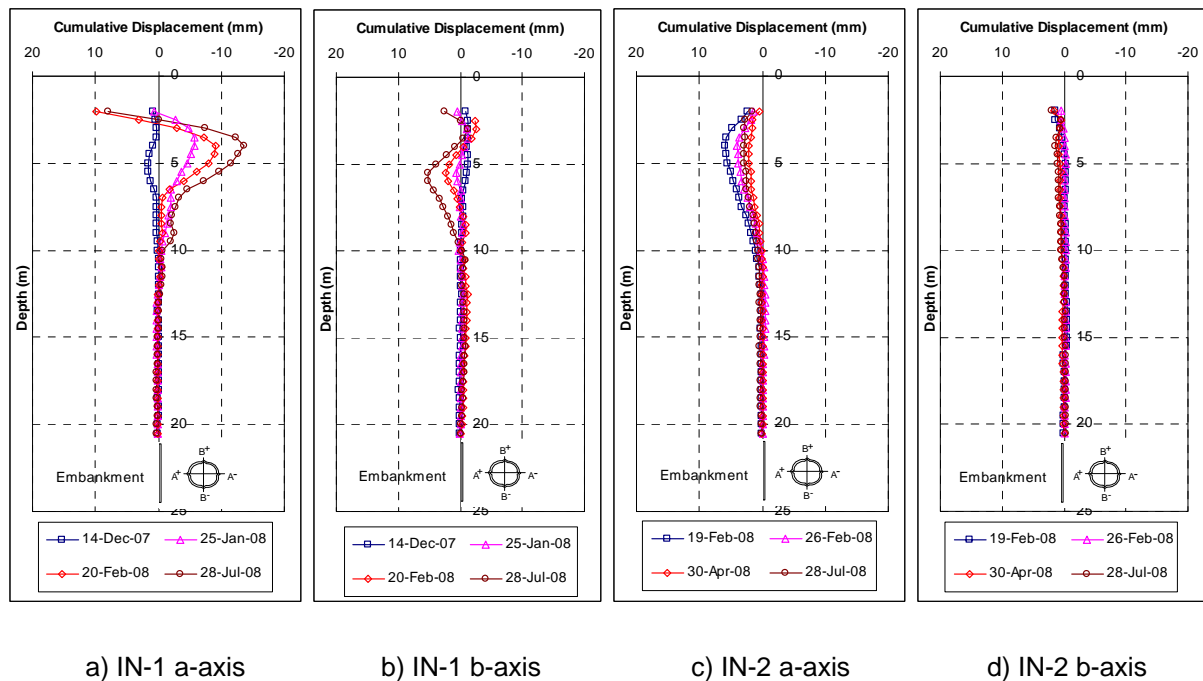 Cumulative Displacement (mm)
20 10 0 -10 -20
0
5
10
15
20
25
Depth (m)
Embankment
B+
A+ A-
B-
14-Dec-07 25-Jan-08
20-Feb-08 28-Jul-08
a) IN-1 a-axis
Cumulative Displacement (mm)
20 10 0 -10 -20
0
5
10
15
20
25
Depth (m)
Embankment
B+
A+ A-
B-
14-Dec-07 25-Jan-08
20-Feb-08 28-Jul-08
b) IN-1 b-axis
Cumulative Displacement (mm)
20 10 0 -10 -20
0
5
10
15
20
25
Depth (m)
Embankment
B+
A+ A-
B-
19-Feb-08 26-Feb-08
30-Apr-08 28-Jul-08
c) IN-2 a-axis
Cumulative Displacement (mm)
20 10 0 -10 -20
0
5
10
15
20
25
Depth (m)
Embankment
B+
A+ A-
B-
19-Feb-08 26-Feb-08
30-Apr-08 28-Jul-08
d) IN-2 b-axis